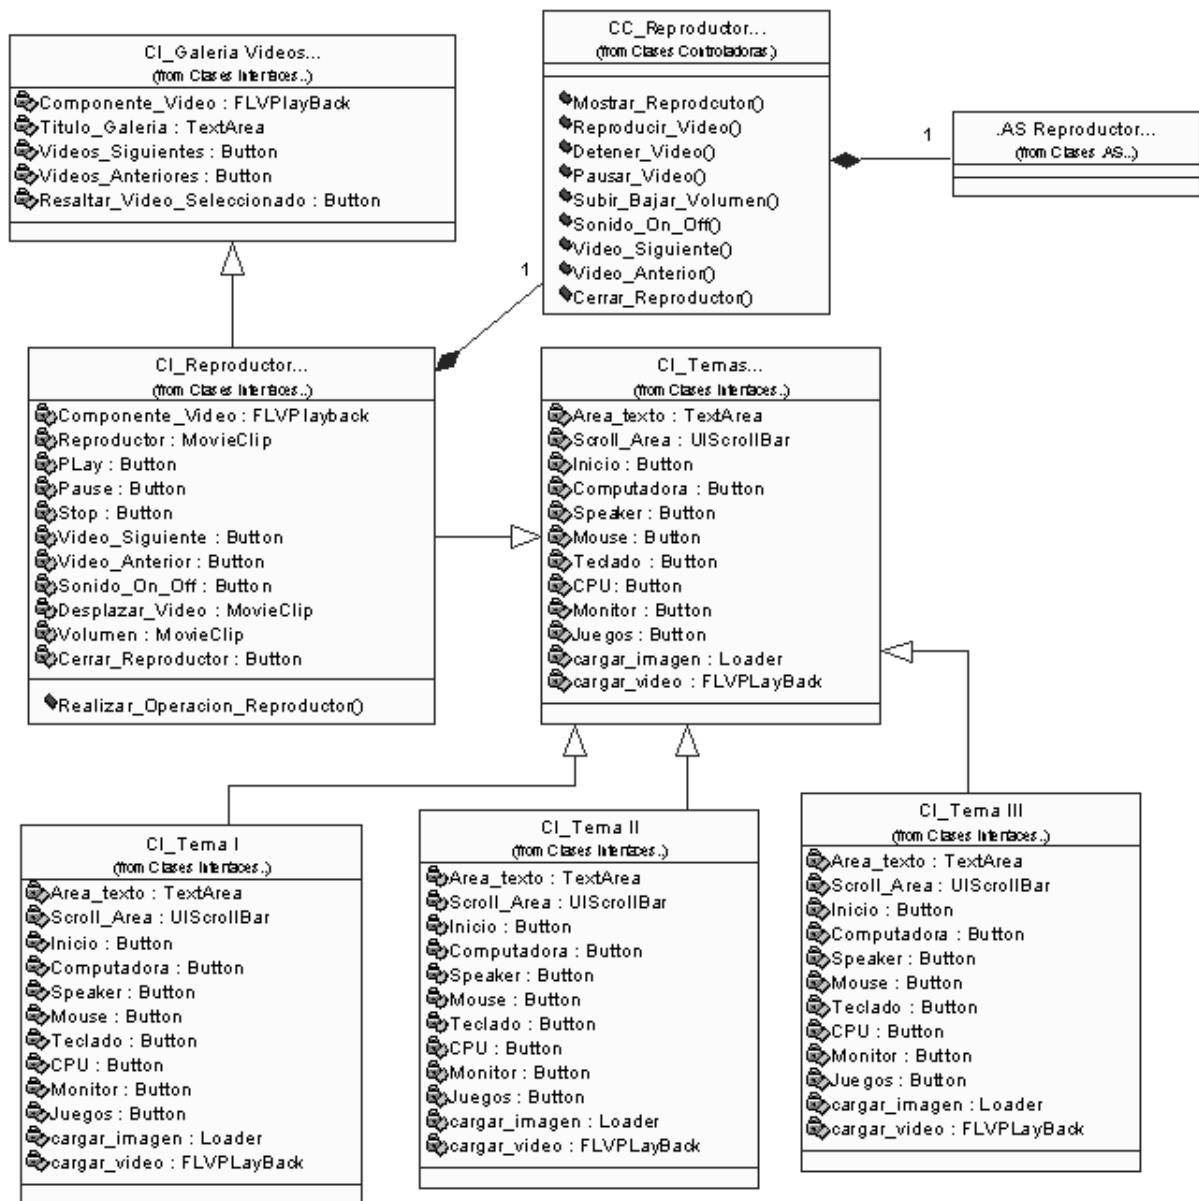 CI_Galeria Videos...
(from Clases Interfaces..)
Componente_Video : FLVPlayBack
Titulo_Galeria : TextArea
Videos_Siguientes : Button
Videos_Anteriores : Button
Resaltar_Video_Seleccionado : Button
CC_Reproductor...
(from Clases Controladoras.)
Mostrar_Reprodcutor()
Reproducir_Video()
Detener_Video()
Pausar_Video()
Subir_Bajar_Volumen()
Sonido_On_Off()
Video_Siguiente()
Video_Anterior()
Cerrar_Reproductor()
1
.AS Reproductor...
(from Clases .AS..)
1
CI_Reproductor...
(from Clases Interfaces..)
Componente_Video : FLVPlayback
Reproductor : MovieClip
PLay : Button
Pause : Button
Stop : Button
Video_Siguiente : Button
Video_Anterior : Button
Sonido_On_Off : Button
Desplazar_Video : MovieClip
Volumen : MovieClip
Cerrar_Reproductor : Button
Realizar_Operacion_Reproductor()
CI_Temas...
(from Clases Interfaces..)
Area_texto : TextArea
Scroll_Area : UIScrollBar
Inicio : Button
Computadora : Button
Speaker : Button
Mouse : Button
Teclado : Button
CPU : Button
Monitor : Button
Juegos : Button
cargar_imagen : Loader
cargar_video : FLVPLayBack
CI_Tema I
(from Clases Interfaces..)
Area_texto : TextArea
Scroll_Area : UIScrollBar
Inicio : Button
Computadora : Button
Speaker : Button
Mouse : Button
Teclado : Button
CPU : Button
Monitor : Button
Juegos : Button
cargar_imagen : Loader
cargar_video : FLVPLayBack
CI_Tema II
(from Clases Interfaces..)
Area_texto : TextArea
Scroll_Area : UIScrollBar
Inicio : Button
Computadora : Button
Speaker : Button
Mouse : Button
Teclado : Button
CPU : Button
Monitor : Button
Juegos : Button
cargar_imagen : Loader
cargar_video : FLVPLayBack
CI_Tema III
(from Clases Interfaces..)
Area_texto : TextArea
Scroll_Area : UIScrollBar
Inicio : Button
Computadora : Button
Speaker : Button
Mouse : Button
Teclado : Button
CPU : Button
Monitor : Button
Juegos : Button
cargar_imagen : Loader
cargar_video : FLVPLayBack